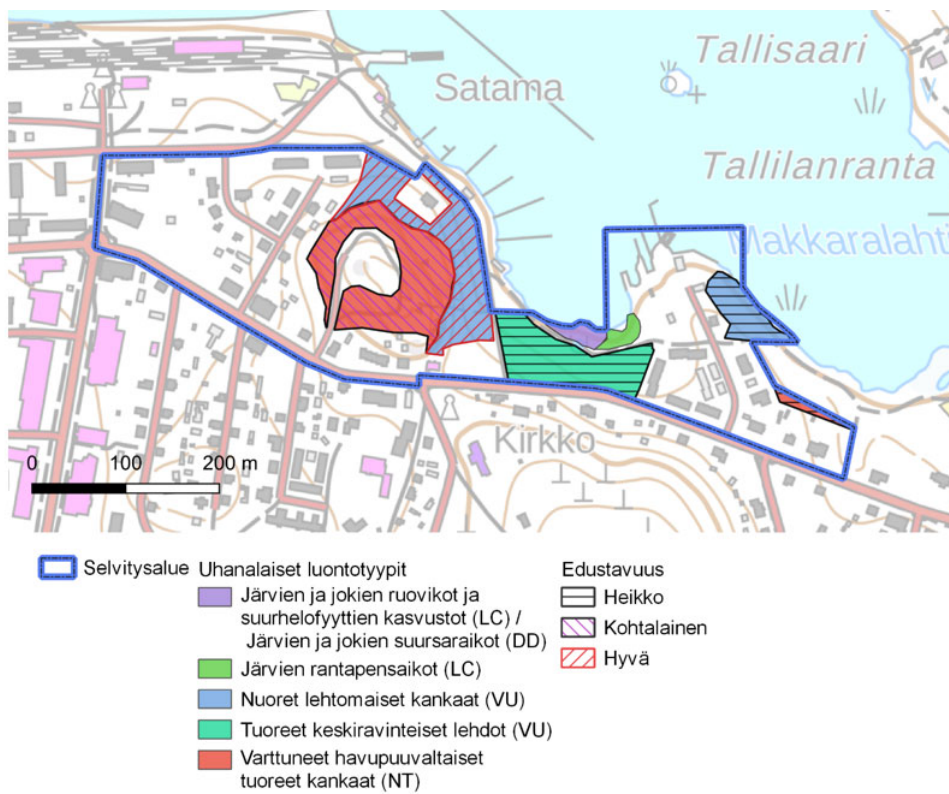 Tallisaari
Satama
Tallilanranta
Makkaralahti
Kirkko
0 100 200 m
Selvitysalue
Uhanalaiset luontotyypit
Järvien ja jokien ruovikot ja
suurhelofyyttien kasvustot (LC) /
Järvien ja jokien suursaraikot (DD)
Järvien rantapensaikot (LC)
Nuoret lehtomaiset kankaat (VU)
Tuoreet keskiravinteiset lehdot (VU)
Varttuneet havupuuvaltaiset
tuoreet kankaat (NT)
Edustavuus
Heikko
Kohtalainen
Hyvä